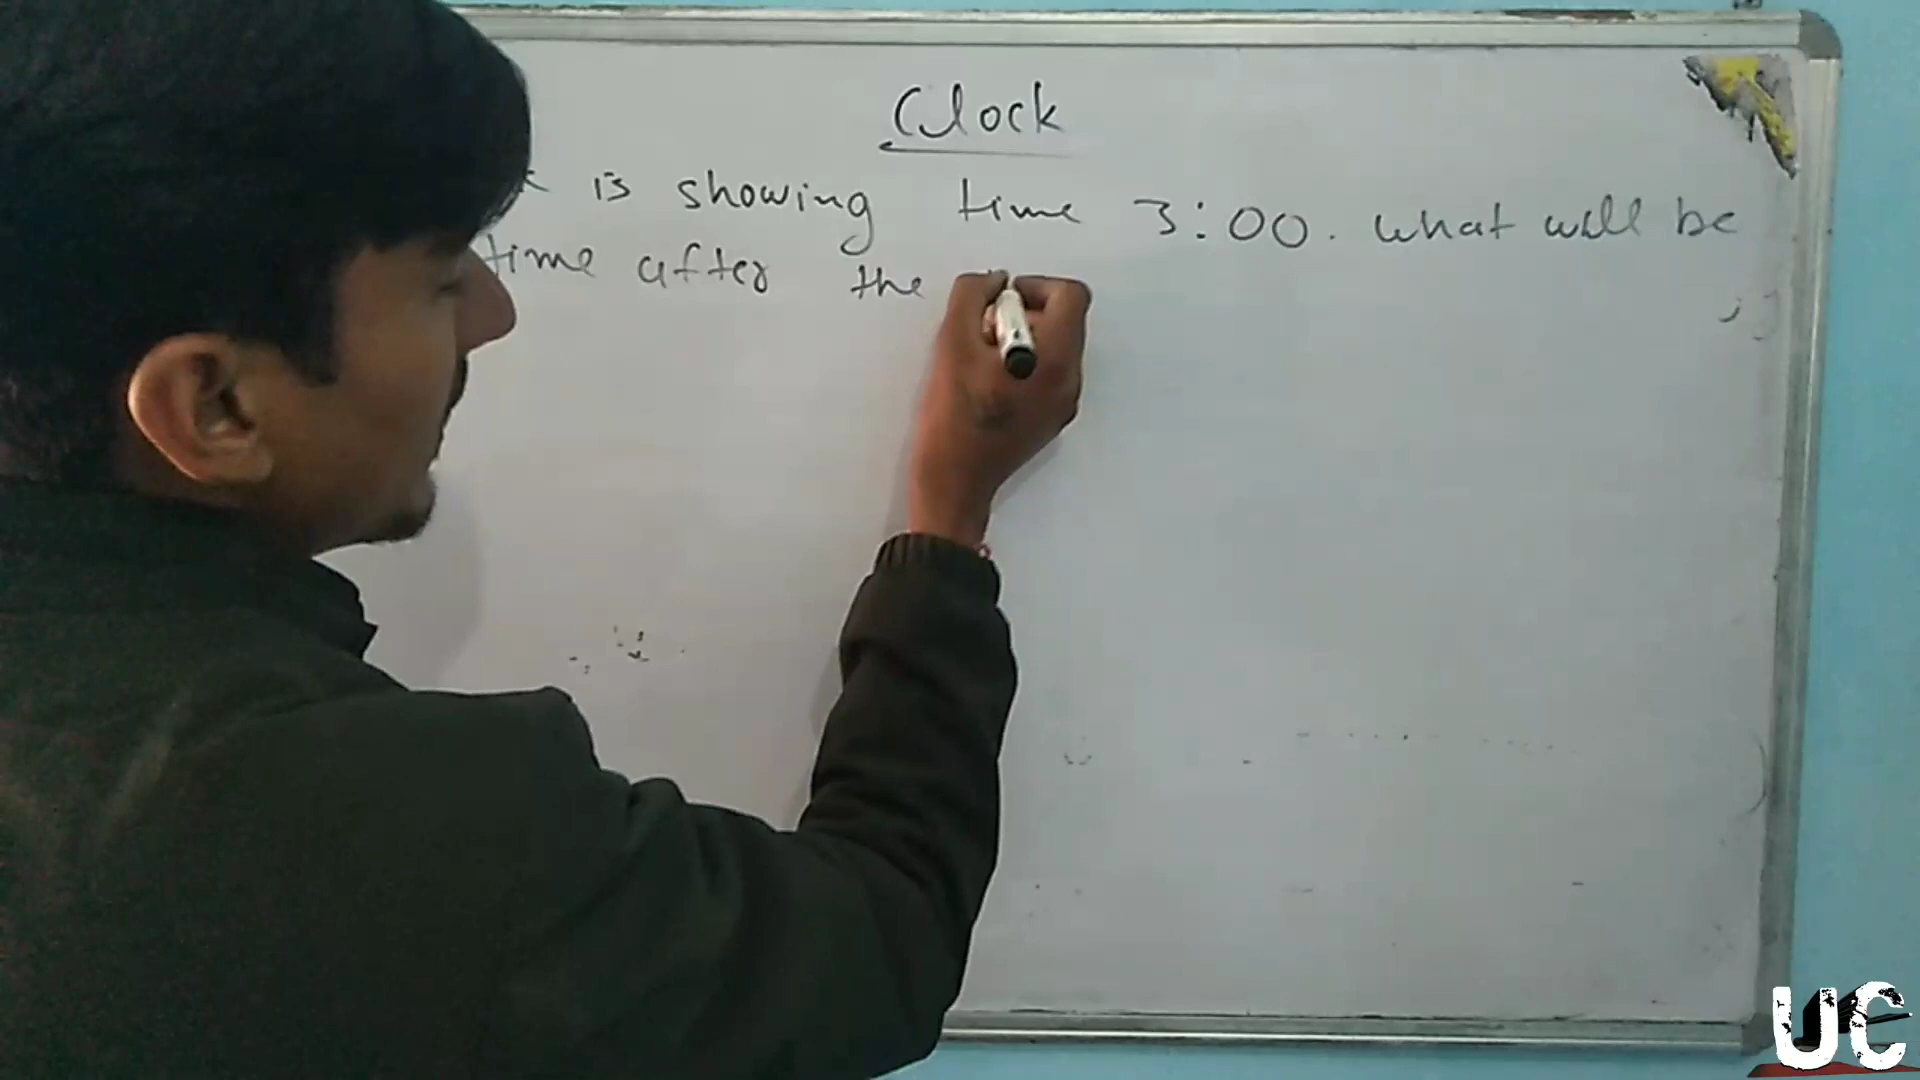 Clock
is showing time 3:00. what will be
time after the
UC